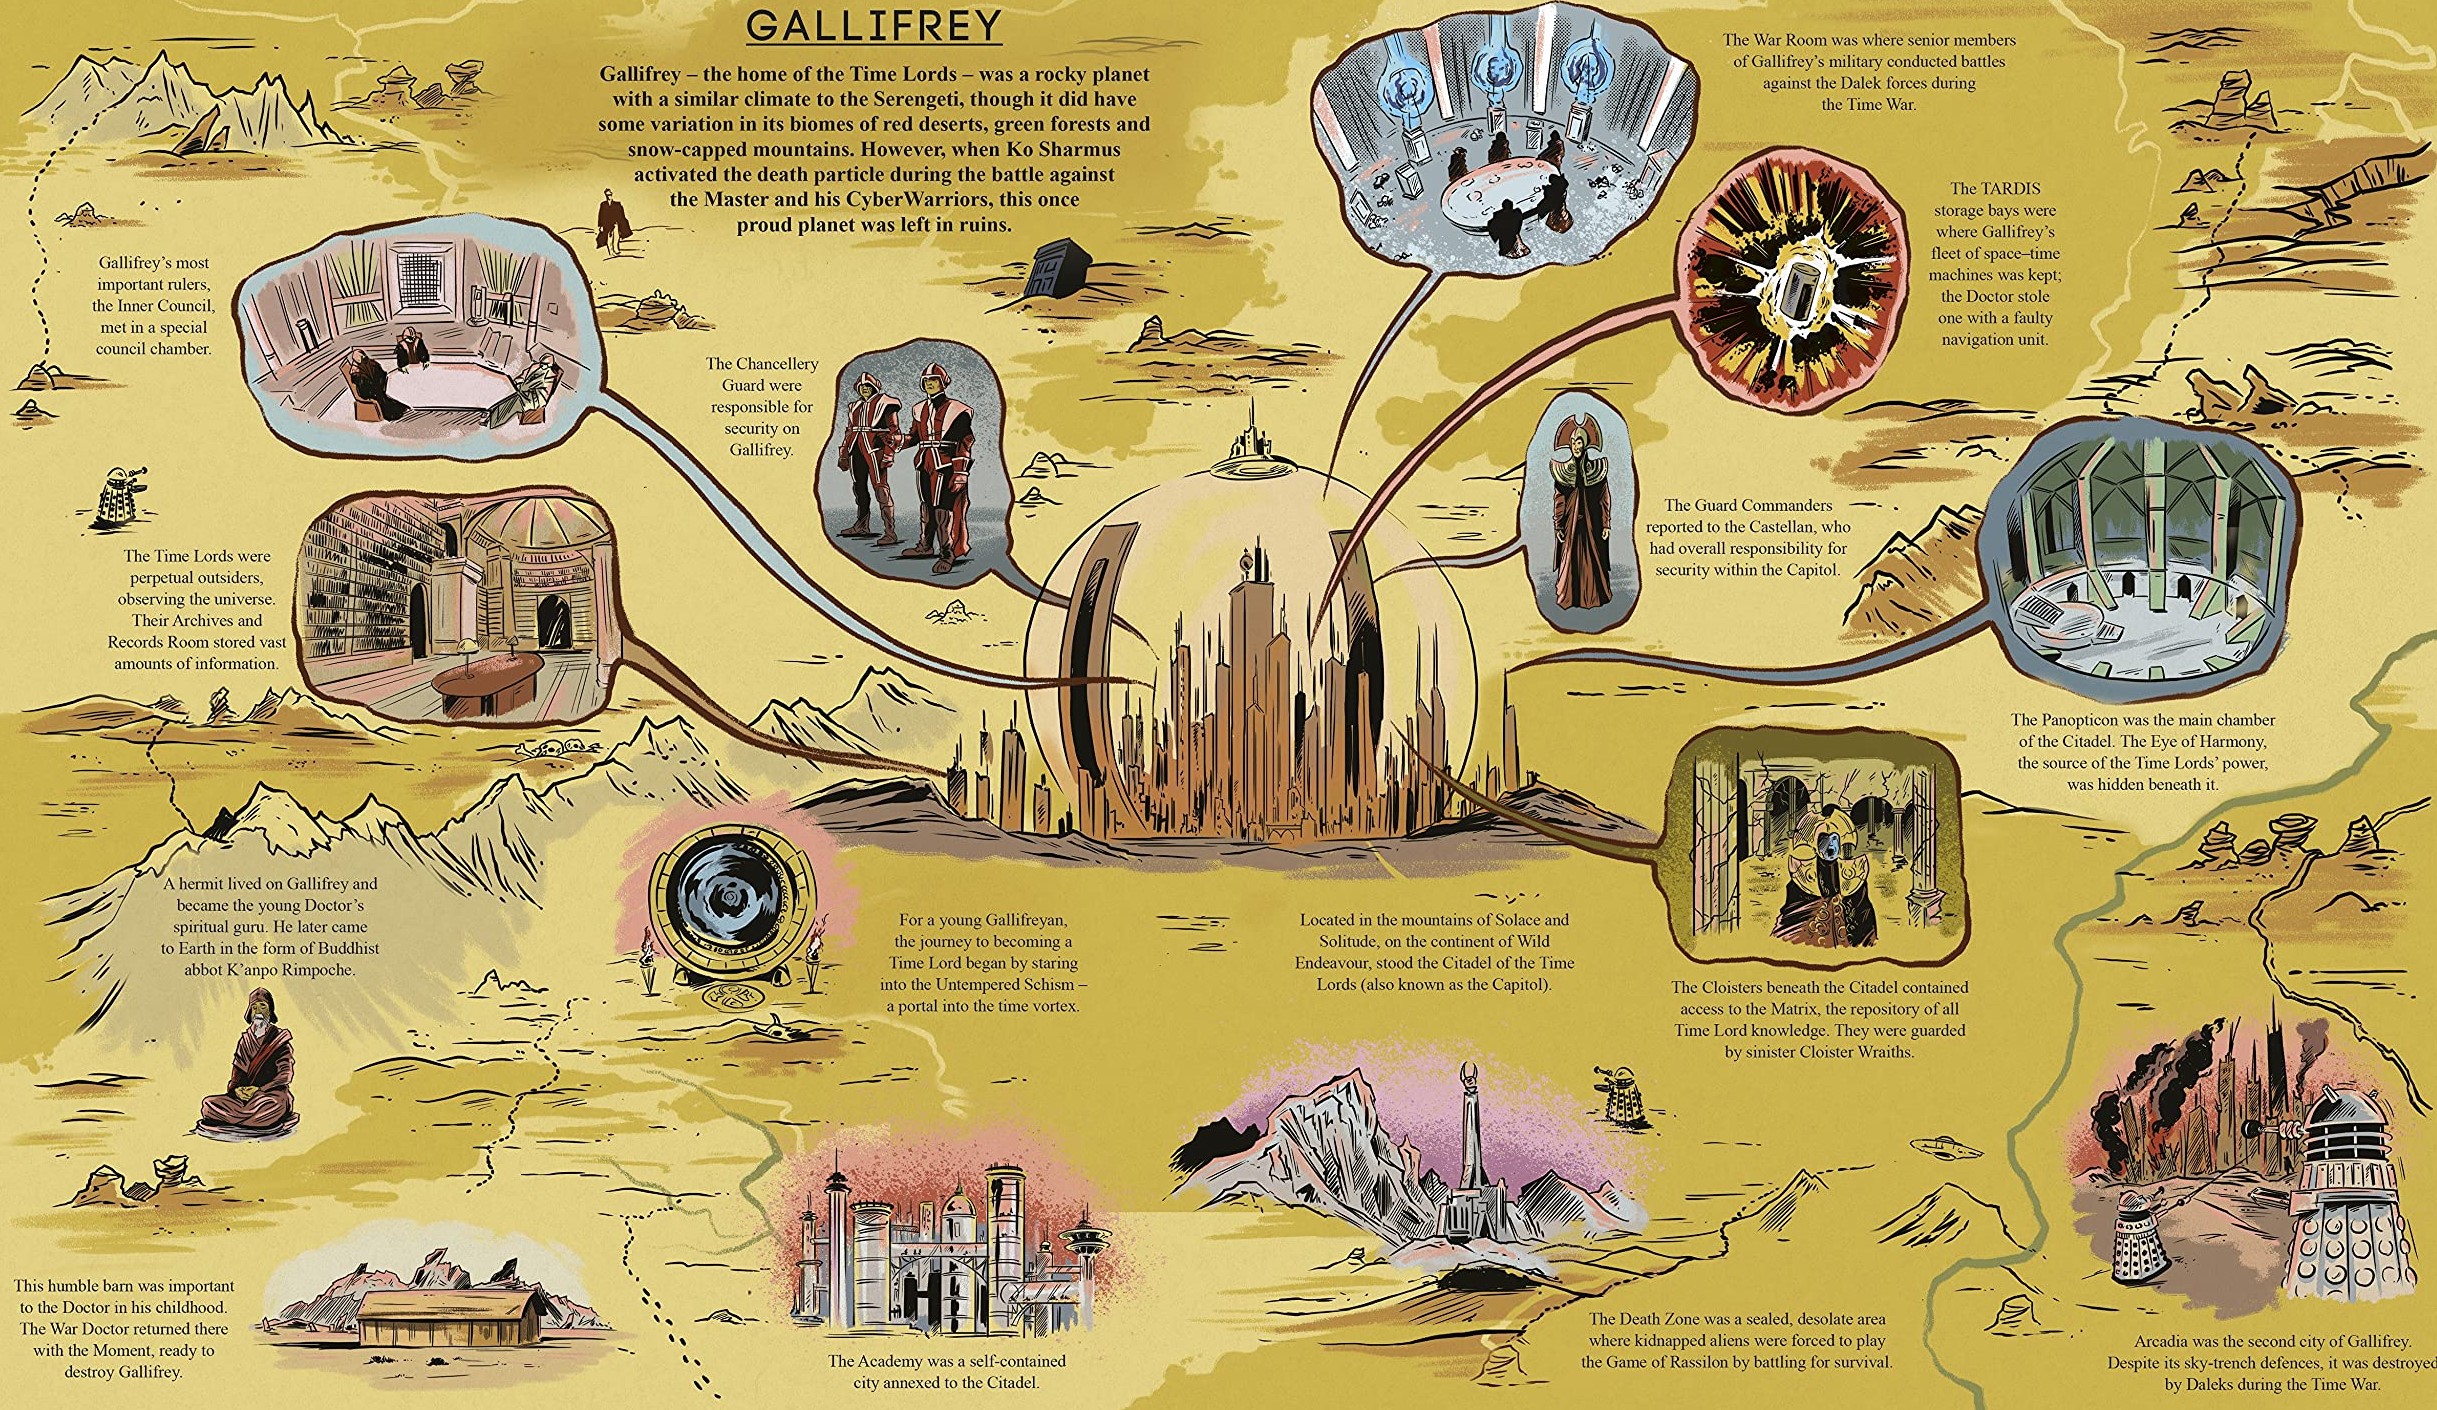 GALLIFREY
Gallifrey – the home of the Time Lords – was a rocky planet
with a similar climate to the Serengeti, though it did have
some variation in its biomes of red deserts, green forests and
snow-capped mountains. However, when Ko Sharmus
activated the death particle during the battle against
the Master and his CyberWarriors, this once
proud planet was left in ruins.
The War Room was where senior members
of Gallifrey's military conducted battles
against the Dalek forces during
the Time War.
The TARDIS
storage bays were
where Gallifrey's
fleet of space–time
machines was kept;
the Doctor stole
one with a faulty
navigation unit.
Gallifrey's most
important rulers,
the Inner Council,
met in a special
council chamber.
The Chancellery
Guard were
responsible for
security on
Gallifrey.
The Guard Commanders
reported to the Castellan, who
had overall responsibility for
security within the Capitol.
The Time Lords were
perpetual outsiders,
observing the universe.
Their Archives and
Records Room stored vast
amounts of information.
The Panopticon was the main chamber
of the Citadel. The Eye of Harmony,
the source of the Time Lords' power,
was hidden beneath it.
A hermit lived on Gallifrey and
became the young Doctor's
spiritual guru. He later came
to Earth in the form of Buddhist
abbot K'anpo Rimpoche.
For a young Gallifreyan,
the journey to becoming a
Time Lord began by staring
into the Untempered Schism –
a portal into the time vortex.
Located in the mountains of Solace and
Solitude, on the continent of Wild
Endeavour, stood the Citadel of the Time
Lords (also known as the Capitol).
The Cloisters beneath the Citadel contained
access to the Matrix, the repository of all
Time Lord knowledge. They were guarded
by sinister Cloister Wraiths.
This humble barn was important
to the Doctor in his childhood.
The War Doctor returned there
with the Moment, ready to
destroy Gallifrey.
The Academy was a self-contained
city annexed to the Citadel.
The Death Zone was a sealed, desolate area
where kidnapped aliens were forced to play
the Game of Rassilon by battling for survival.
Arcadia was the second city of Gallifrey.
Despite its sky-trench defences, it was destroyed
by Daleks during the Time War.